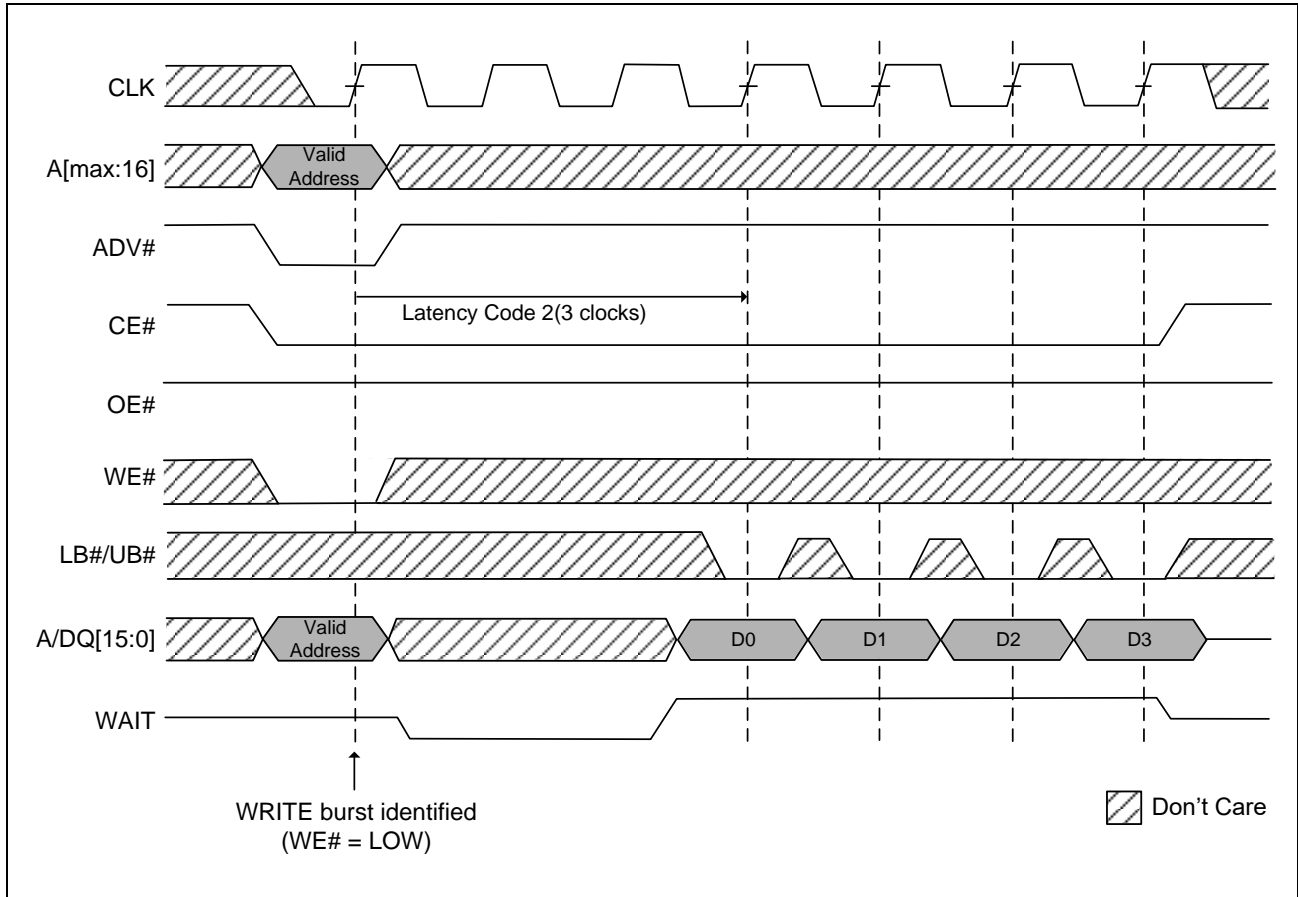 CLK
A[max:16]
Valid
Address
ADV#
Latency Code 2(3 clocks)
CE#
OE#
WE#
LB#/UB#
A/DQ[15:0]
Valid
Address
D0
D1
D2
D3
WAIT
WRITE burst identified
(WE# = LOW)
Don't Care